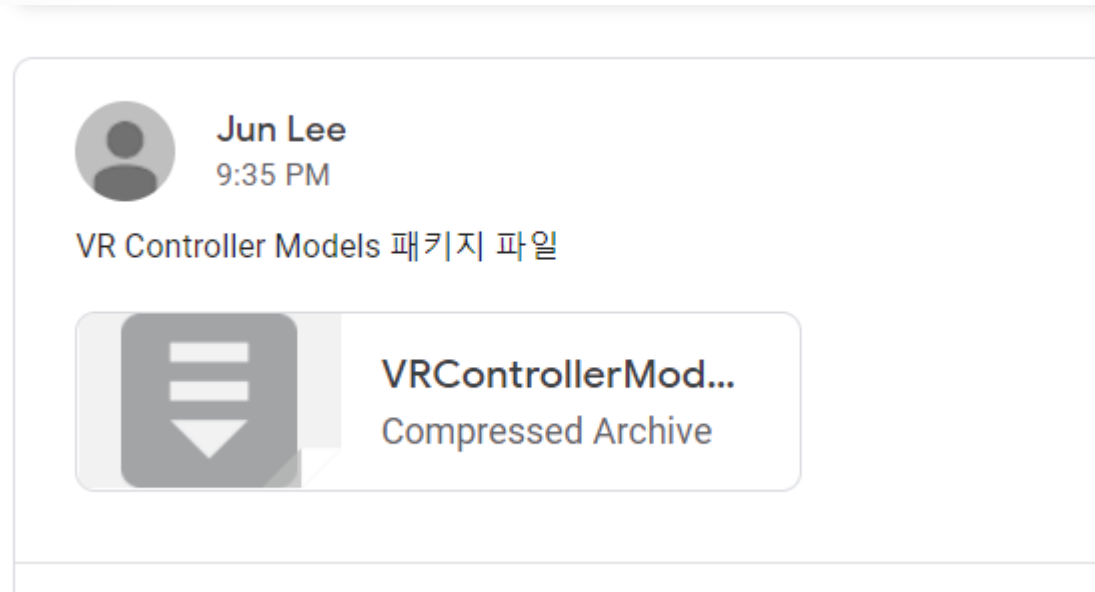 Jun Lee
9:35 PM
VR Controller Models 패키지 파일
VRControllerMod...
Compressed Archive